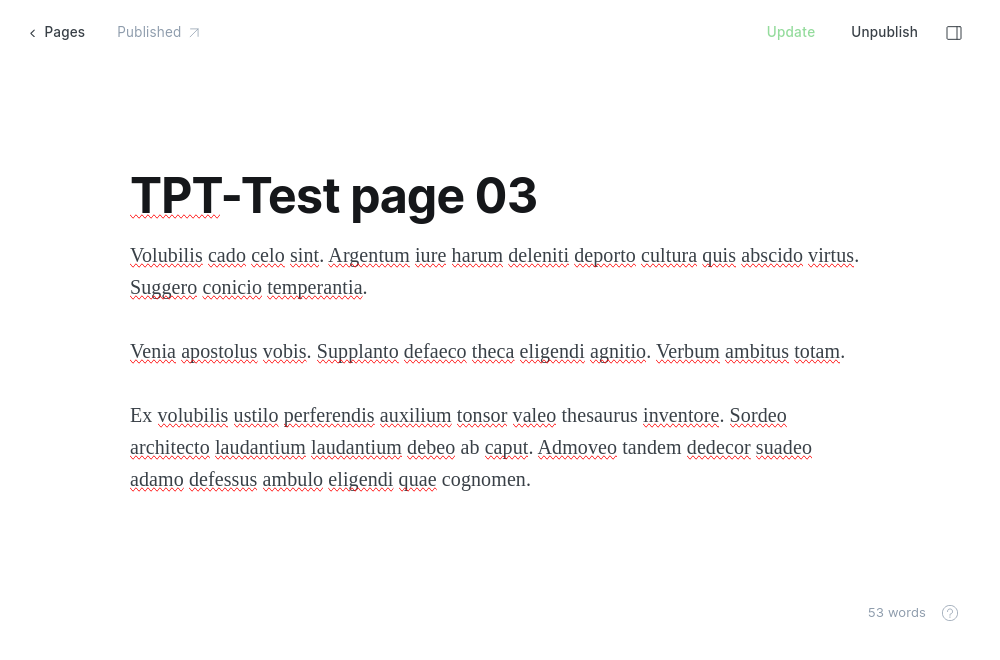 Pages
Published
Update
Unpublish
TPT-Test page 03
Volubilis cado celo sint. Argentum iure harum deleniti deporto cultura quis abscido virtus.
Suggero conicio temperantia.
Venia apostolus vobis. Supplanto defaeco theca eligendi agnitio. Verbum ambitus totam.
Ex volubilis ustilo perferendis auxilium tonsor valeo thesaurus inventore. Sordeo
architecto laudantium laudantium debeo ab caput. Admoveo tandem dedecor suadeo
adamo defessus ambulo eligendi quae cognomen.
53 words
?